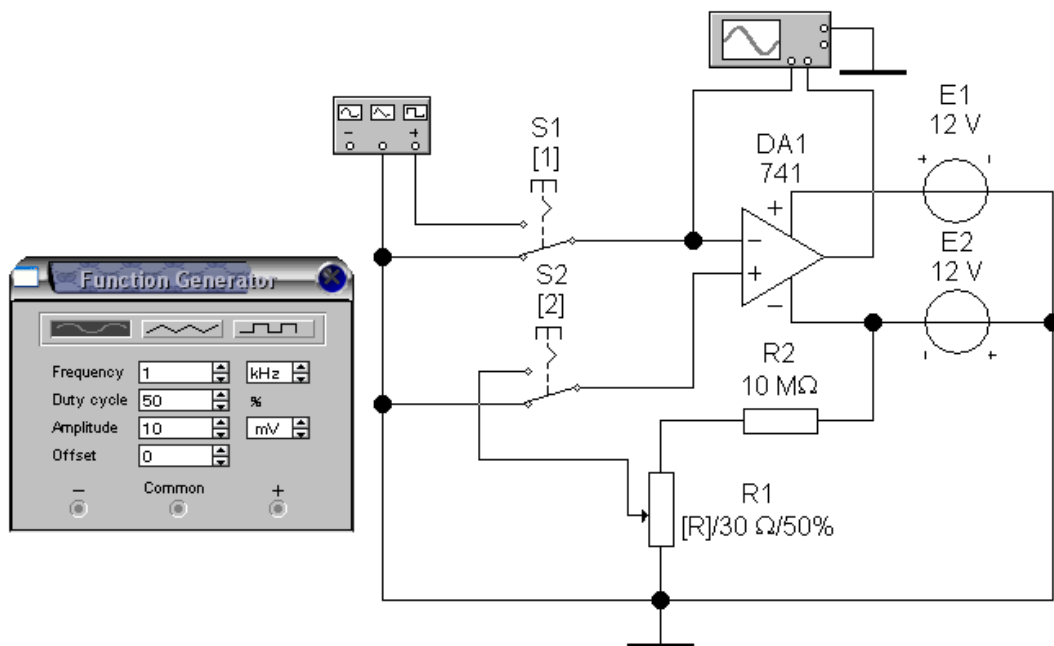 S1
[1]
S2
[2]
DA1
741
E1
12 V
E2
12 V
R2
10 MΩ
R1
[R]/30 Ω/50%
+
−
+
−
−
+
+
-
-
+
Function Generator
Frequency 1 kHz
Duty cycle 50 %
Amplitude 10 mV
Offset 0
− Common +